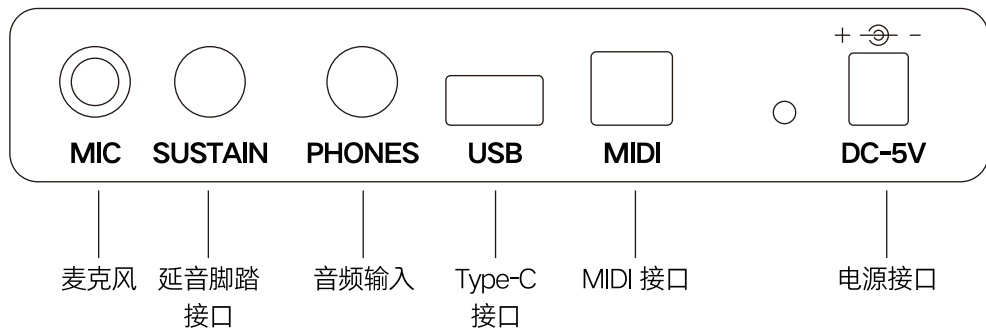 + -
MIC SUSTAIN PHONES USB MIDI DC-5V
麦克风 延音脚踏 音频输入 Type-C MIDI 接口 电源接口
接口 接口